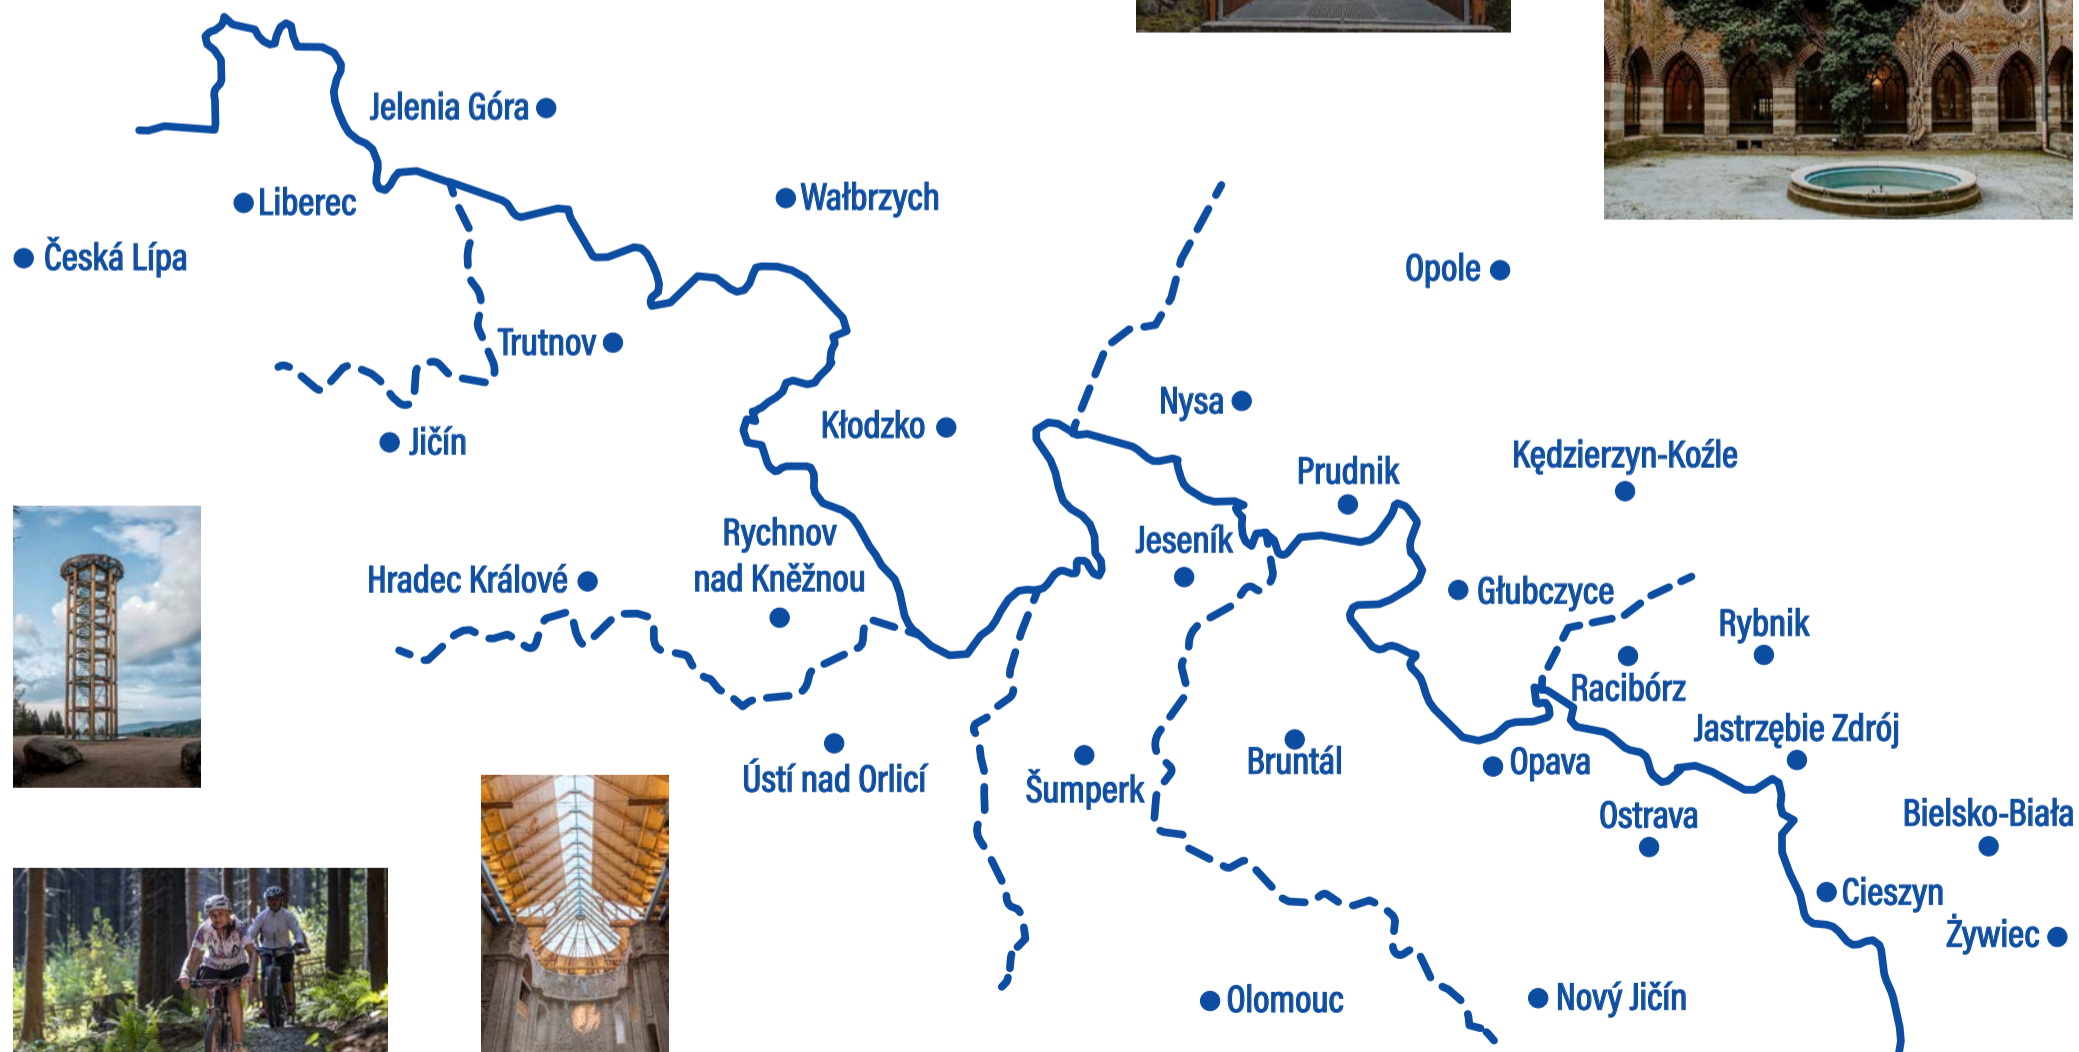 Jelenia Góra
Liberec
Wałbrzych
Česká Lípa
Opole
Trutnov
Jičín
Kłodzko
Nysa
Prudnik
Kędzierzyn-Koźle
Rychnov
nad Kněžnou
Hradec Králové
Jeseník
Głubczyce
Rybnik
Racibórz
Jastrzębie Zdrój
Ústí nad Orlicí
Šumperk
Bruntál
Opava
Ostrava
Bielsko-Biała
Cieszyn
Żywiec
Olomouc
Nový Jičín